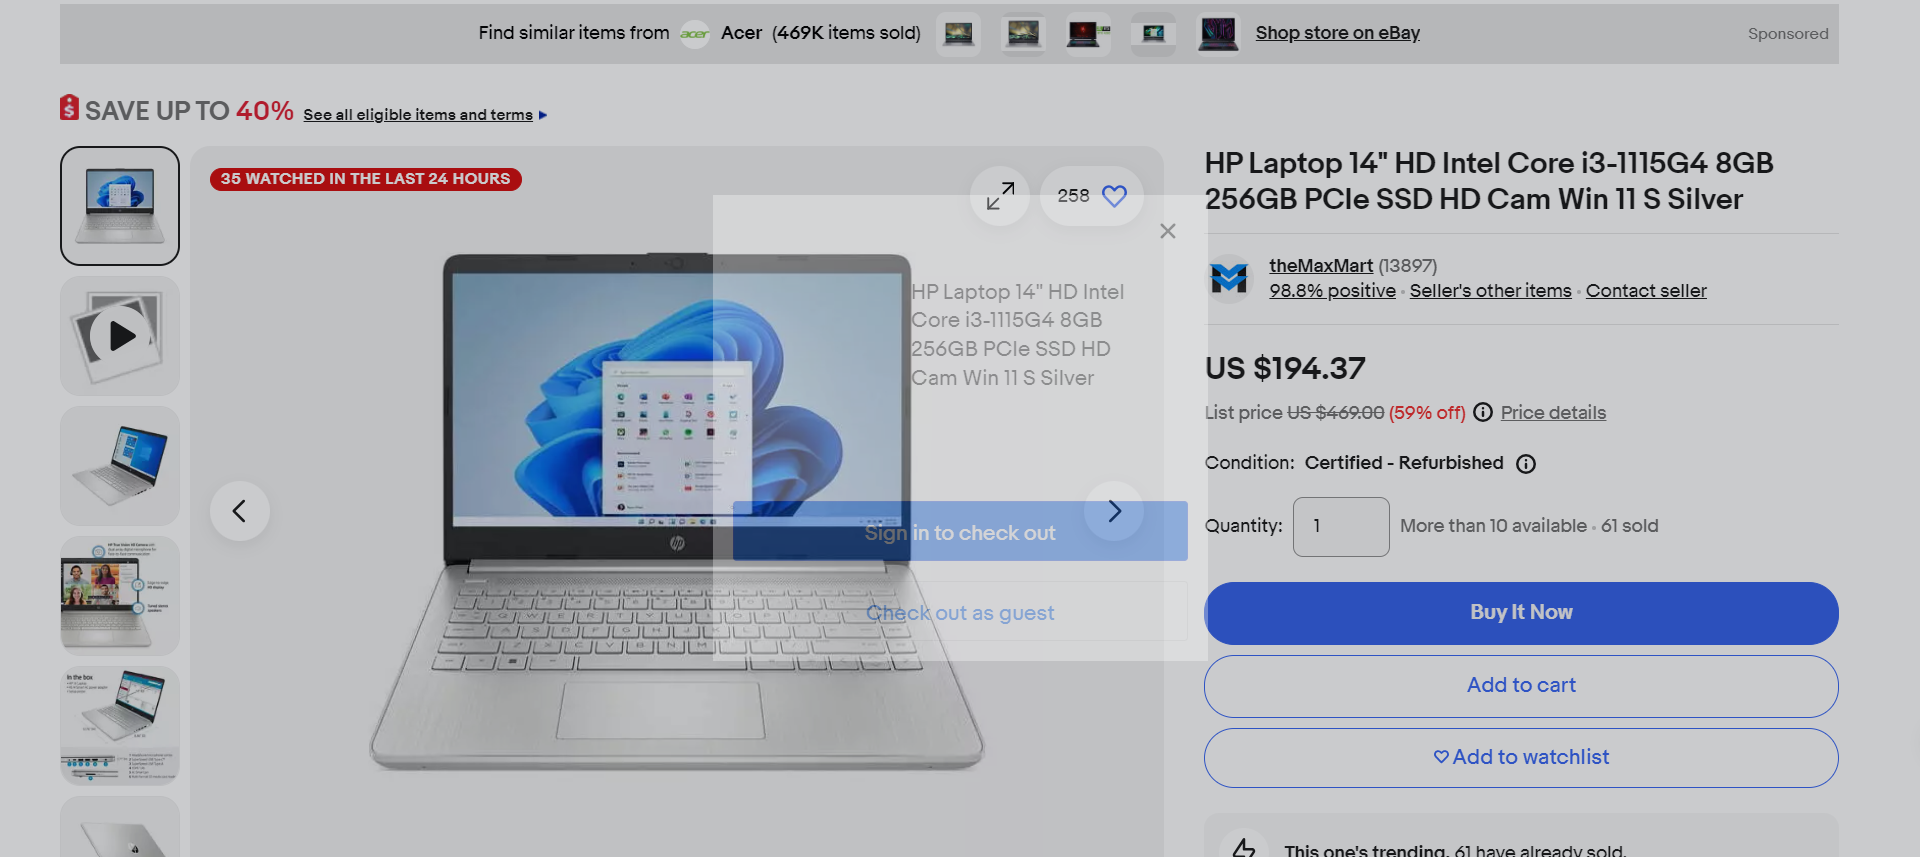 Find similar items from acer Acer (469K items sold) Shop store on eBay Sponsored
SAVE UP TO 40% See all eligible items and terms
35 WATCHED IN THE LAST 24 HOURS
258
HP Laptop 14" HD Intel
Core i3-1115G4 8GB
256GB PCIe SSD HD
Cam Win 11 S Silver
Sign in to check out
Check out as guest
In the box
HP Laptop 14" HD Intel Core i3-1115G4 8GB
256GB PCIe SSD HD Cam Win 11 S Silver
theMaxMart (13897)
98.8% positive · Seller's other items · Contact seller
US $194.37
List price US $469.00 (59% off) Price details
Condition: Certified - Refurbished
Quantity: 1 More than 10 available · 61 sold
Buy It Now
Add to cart
Add to watchlist
This one's trending. 61 have already sold.